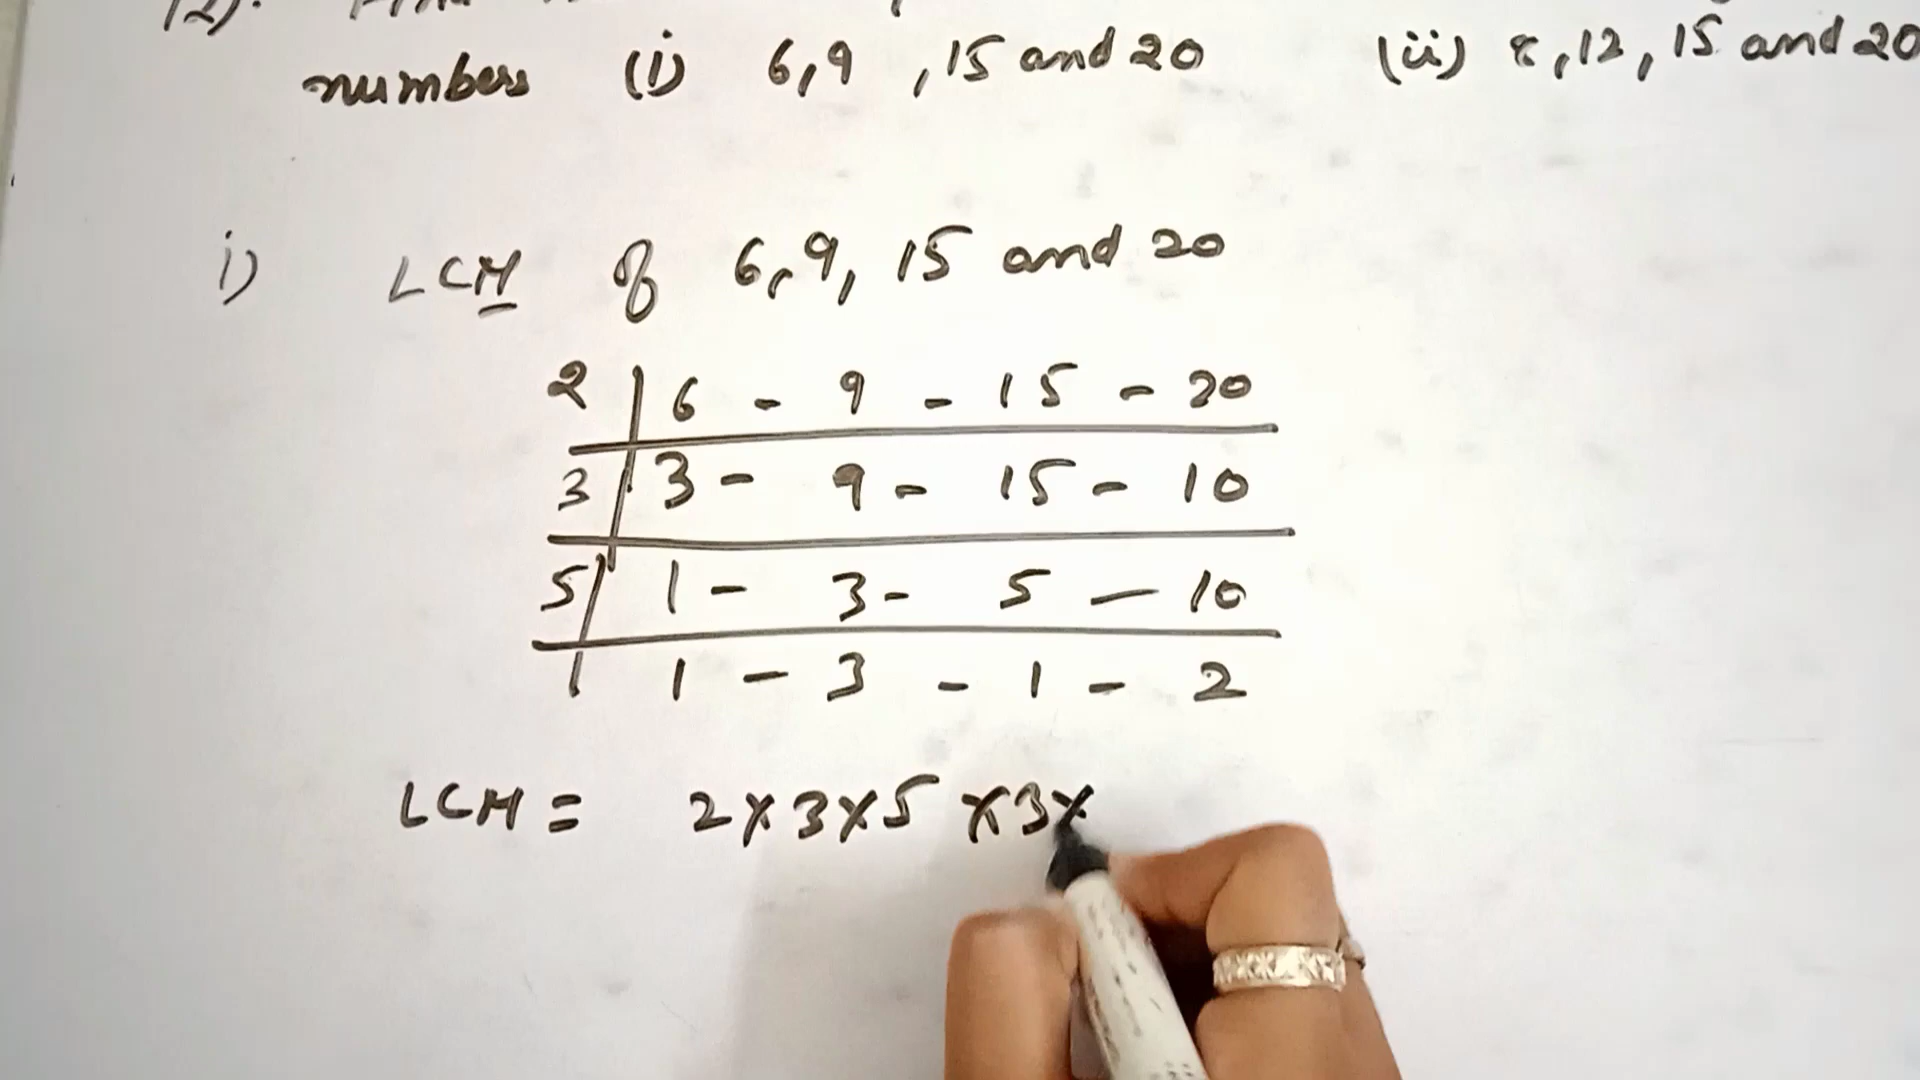 12).
numbers (i) 6,9 ,15 and 20 (ii) 8,12, 15 and 20
i) LCM of 6,9, 15 and 20
2 | 6 - 9 - 15 - 20
3 | 3 - 9 - 15 - 10
5 | 1 - 3 - 5 - 10
| 1 - 3 - 1 - 2
LCM = 2 x 3 x 5 x 3 x